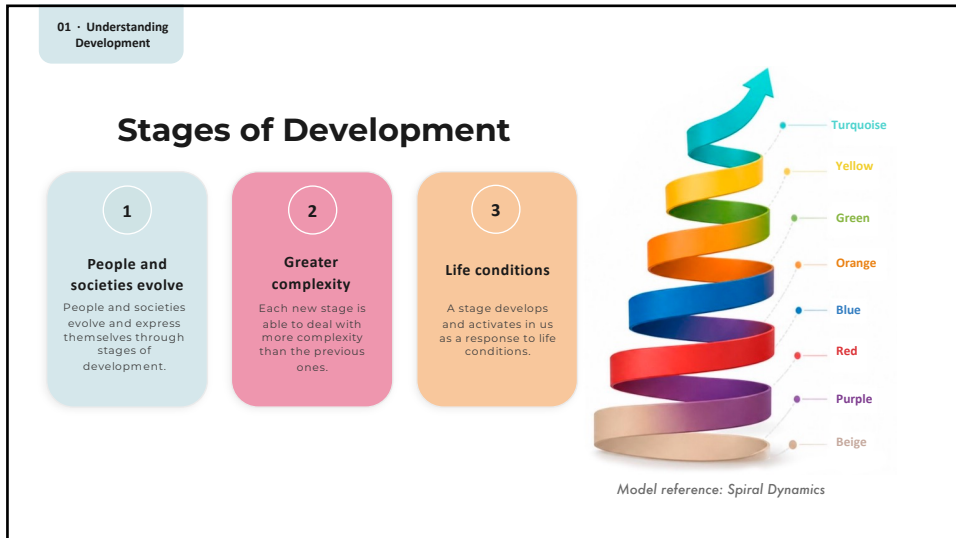 01 · Understanding
Development
Stages of Development
1
People and
societies evolve
People and societies
evolve and express
themselves through
stages of
development.
2
Greater
complexity
Each new stage is
able to deal with
more complexity
than the previous
ones.
3
Life conditions
A stage develops
and activates in us
as a response to life
conditions.
Turquoise
Yellow
Green
Orange
Blue
Red
Purple
Beige
Model reference: Spiral Dynamics